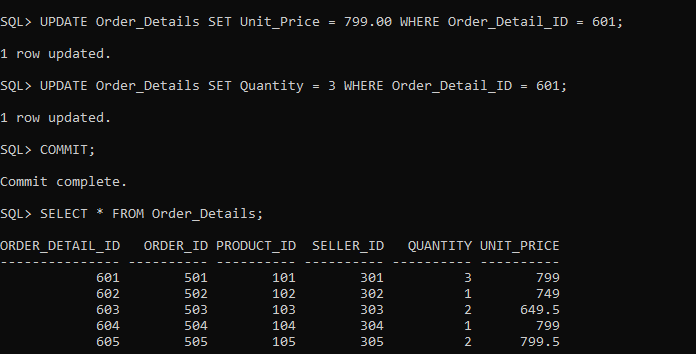 SQL> UPDATE Order_Details SET Unit_Price = 799.00 WHERE Order_Detail_ID = 601;
1 row updated.
SQL> UPDATE Order_Details SET Quantity = 3 WHERE Order_Detail_ID = 601;
1 row updated.
SQL> COMMIT;
Commit complete.
SQL> SELECT * FROM Order_Details;
ORDER_DETAIL_ID   ORDER_ID PRODUCT_ID  SELLER_ID   QUANTITY UNIT_PRICE
--------------- ---------- ---------- ---------- ---------- ----------
            601        501        101        301          3        799
            602        502        102        302          1        749
            603        503        103        303          2      649.5
            604        504        104        304          1        799
            605        505        105        305          2      799.5